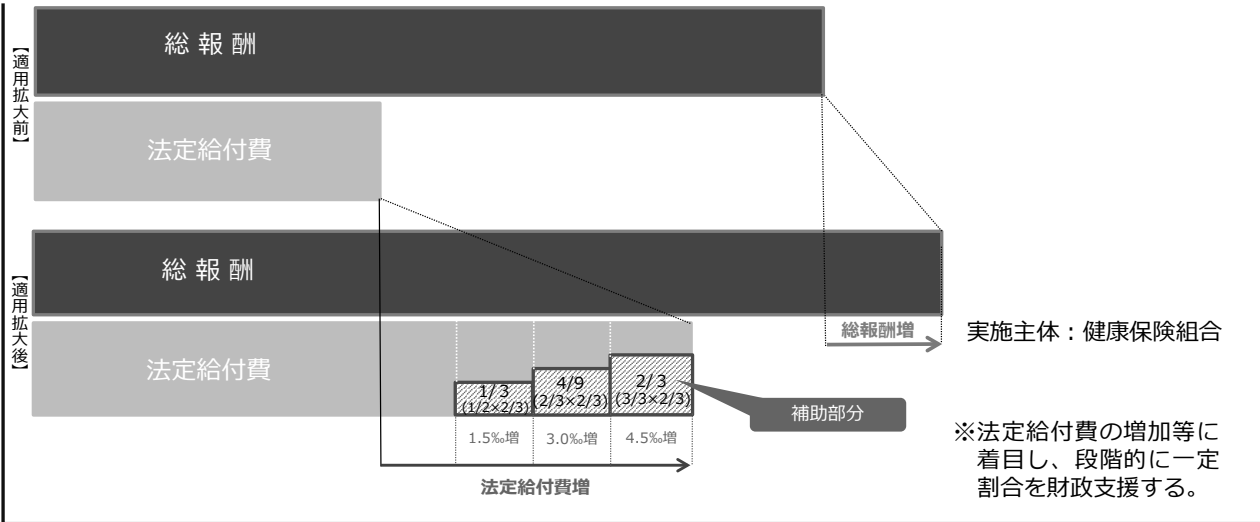 【適用拡大前】
総報酬
法定給付費
【適用拡大後】
総報酬
法定給付費
総報酬増
実施主体：健康保険組合
1/3
(1/2×2/3)
4/9
(2/3×2/3)
2/3
(3/3×2/3)
補助部分
1.5‰増
3.0‰増
4.5‰増
法定給付費増
※法定給付費の増加等に
着目し、段階的に一定
割合を財政支援する。